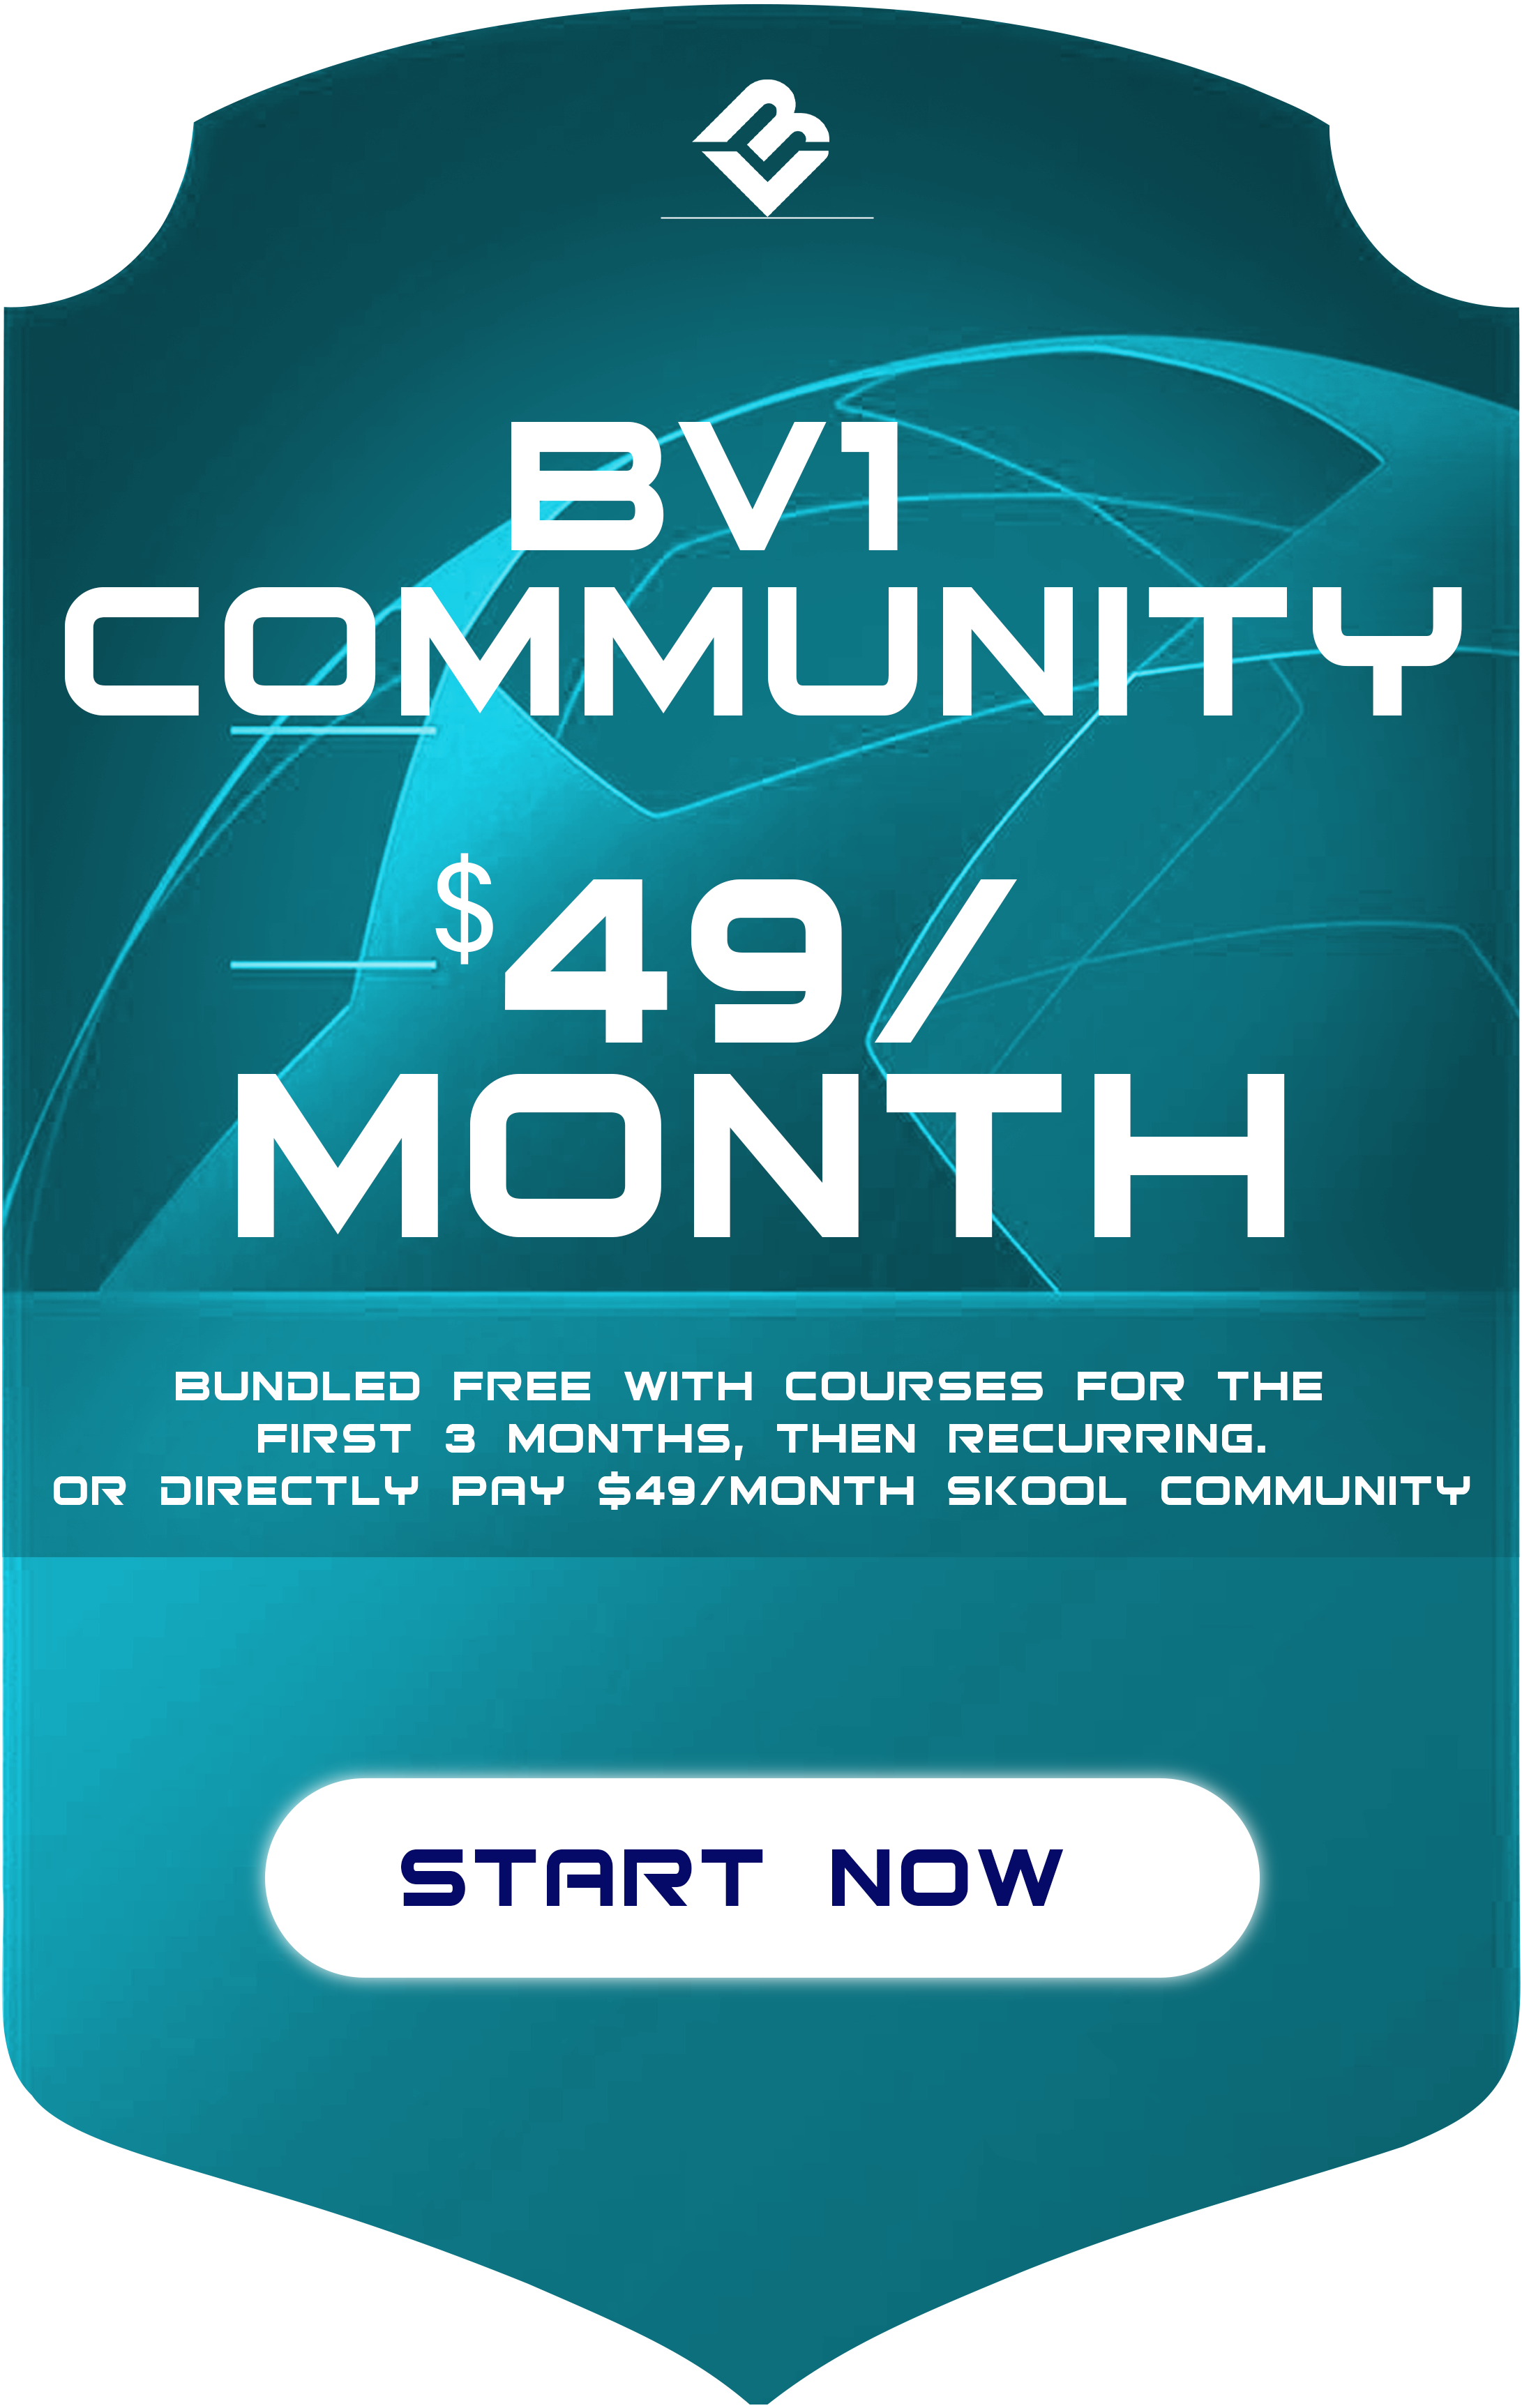 BV1
COMMUNITY
$49/
MONTH
BUNDLED FREE WITH COURSES FOR THE
FIRST 3 MONTHS, THEN RECURRING.
OR DIRECTLY PAY $49/MONTH SKOOL COMMUNITY
START NOW